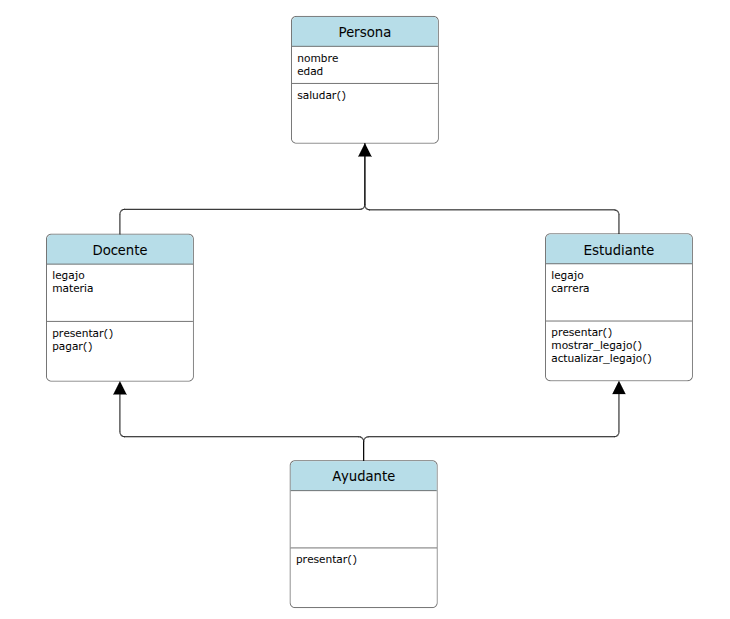 Persona
nombre
edad
saludar()
Docente
legajo
materia
presentar()
pagar()
Estudiante
legajo
carrera
presentar()
mostrar_legajo()
actualizar_legajo()
Ayudante
presentar()